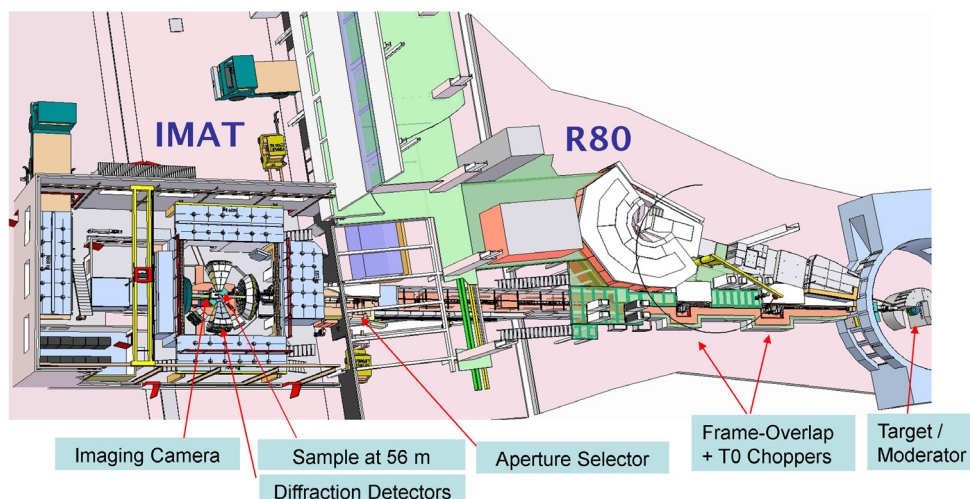 IMAT
R80
Imaging Camera
Sample at 56 m
Diffraction Detectors
Aperture Selector
Frame-Overlap
+ T0 Choppers
Target /
Moderator